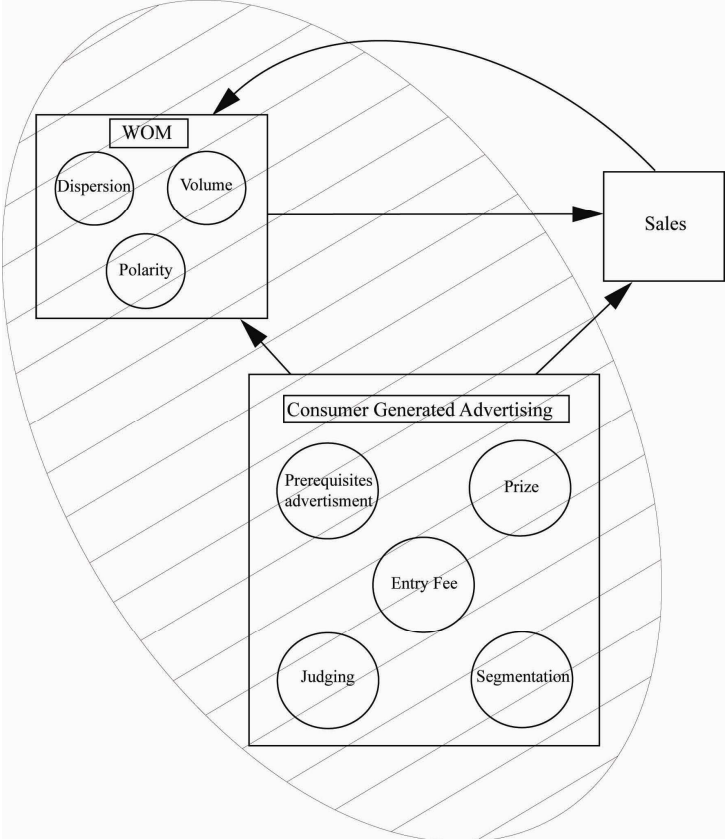 WOM
Dispersion
Volume
Polarity
Sales
Consumer Generated Advertising
Prerequisites
advertisment
Prize
Entry Fee
Judging
Segmentation